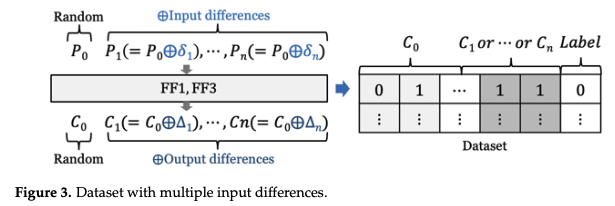 Random ⊕Input differences
P₀ P₁(= P₀⊕δ₁),⋯,Pₙ(= P₀⊕δₙ)
FF1, FF3
C₀ C₁(= C₀⊕Δ₁),⋯,Cn(= C₀⊕Δₙ)
Random ⊕Output differences
C₀ C₁ or ⋯ or Cₙ Label
0 1 ⋯ 1 1 0
⋮ ⋮ ⋮ ⋮ ⋮ ⋮
Dataset
Figure 3. Dataset with multiple input differences.